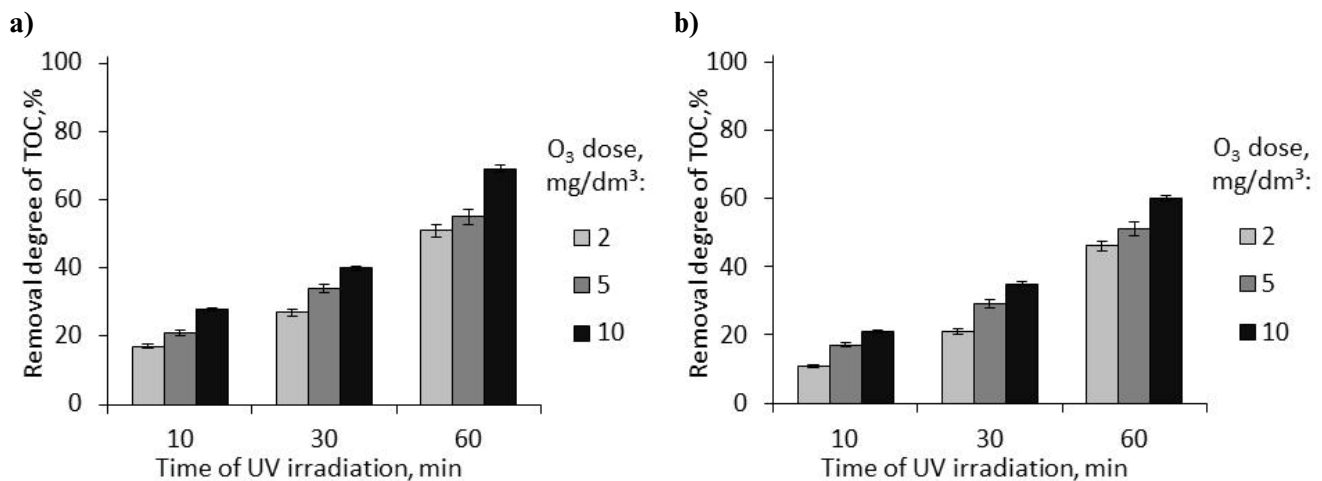 a)
Removal degree of TOC,%
100
80
60
40
20
0
10 30 60
Time of UV irradiation, min
O₃ dose,
mg/dm³:
2
5
10
b)
Removal degree of TOC,%
100
80
60
40
20
0
10 30 60
Time of UV irradiation, min
O₃ dose,
mg/dm³:
2
5
10